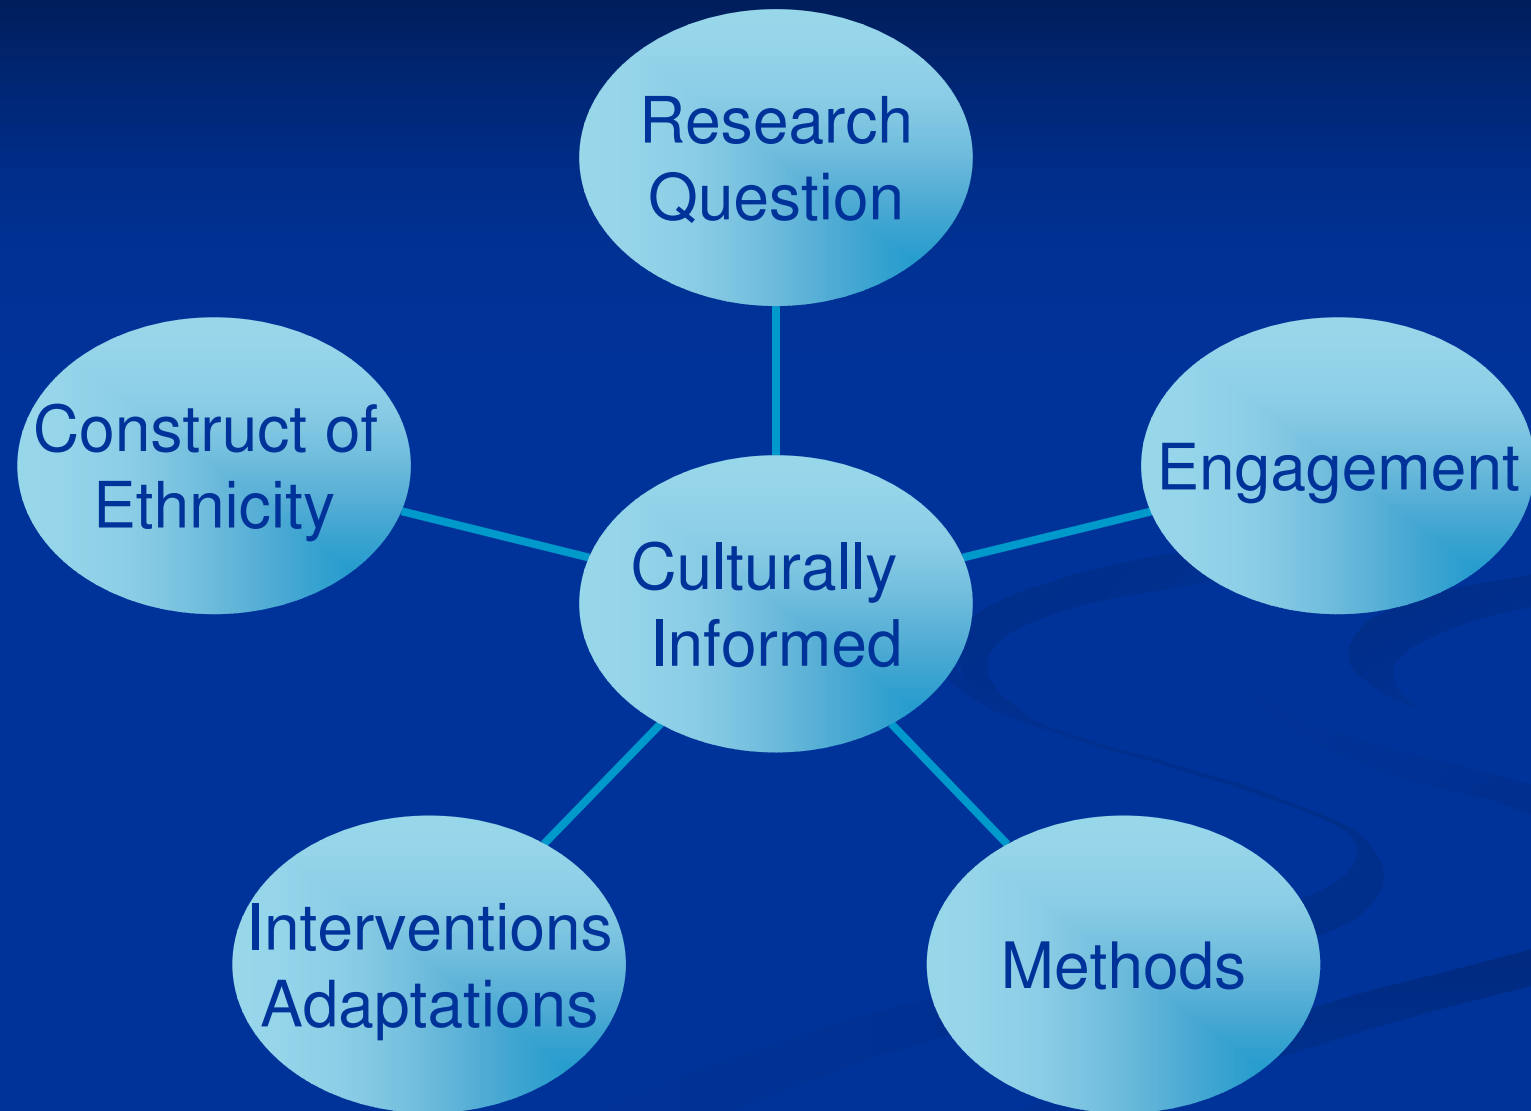 Research
Question
Construct of
Ethnicity
Engagement
Culturally
Informed
Interventions
Adaptations
Methods